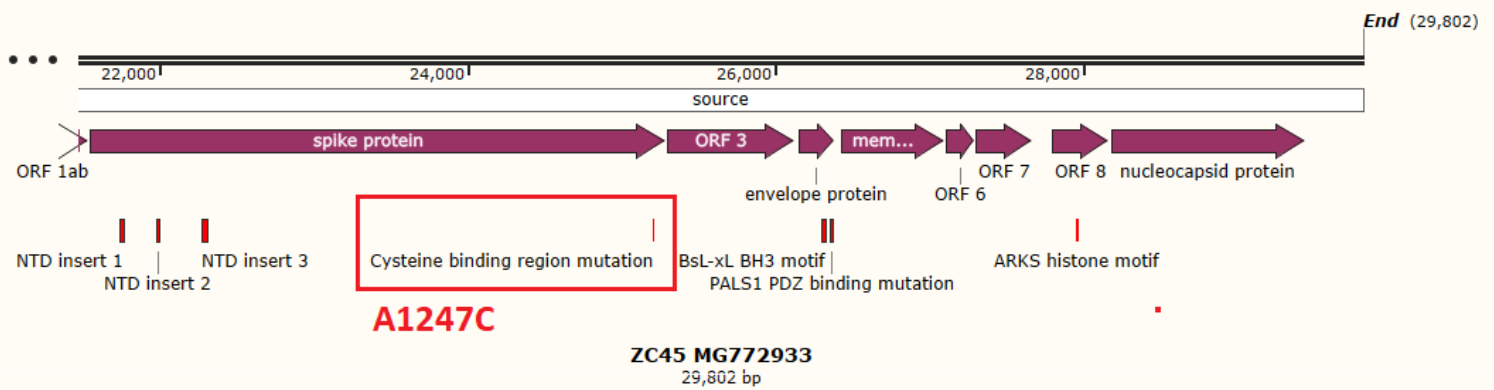 End (29,802)
22,000 24,000 26,000 28,000
source
spike protein ORF 3 mem...
ORF 1ab ORF 7 ORF 8 nucleocapsid protein
envelope protein ORF 6
NTD insert 1 NTD insert 3 Cysteine binding region mutation BsL-xL BH3 motif ARKS histone motif
NTD insert 2 PALS1 PDZ binding mutation
A1247C
ZC45 MG772933
29,802 bp